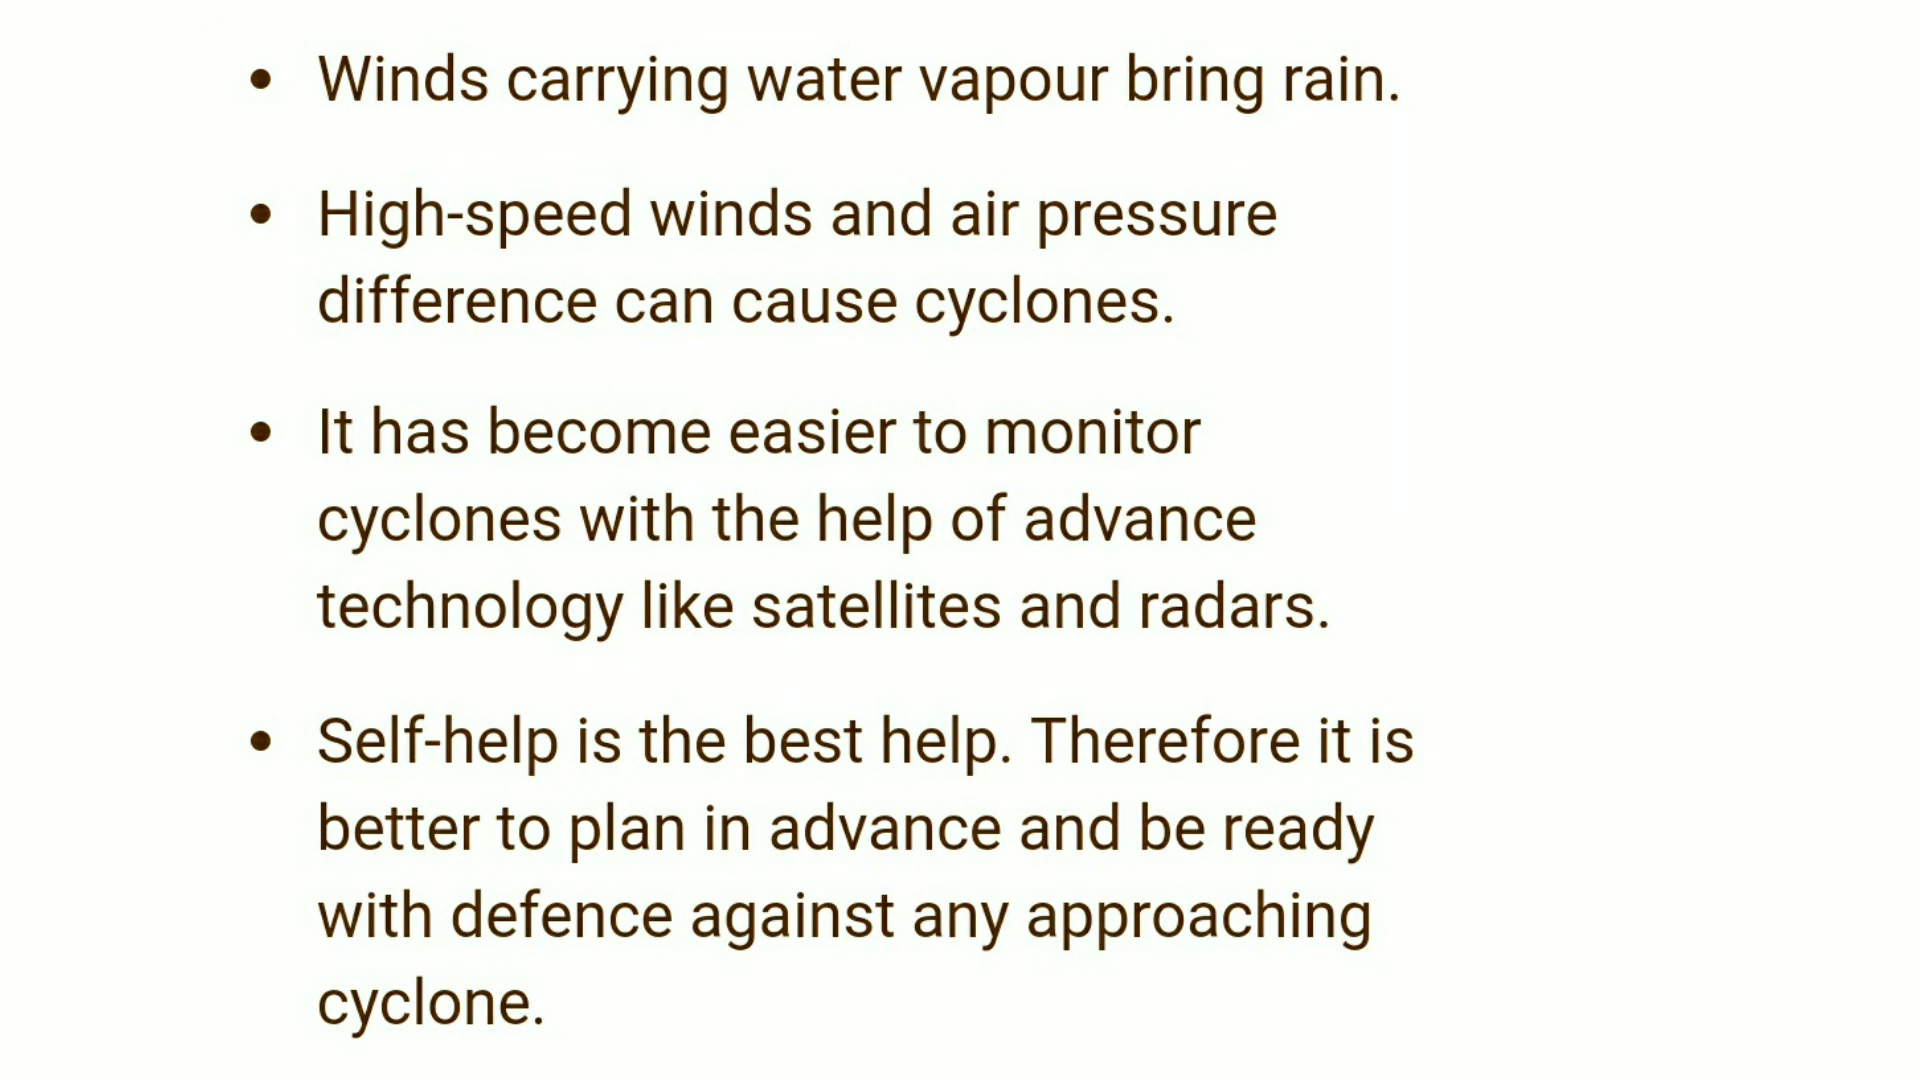 • Winds carrying water vapour bring rain.
• High-speed winds and air pressure
difference can cause cyclones.
• It has become easier to monitor
cyclones with the help of advance
technology like satellites and radars.
• Self-help is the best help. Therefore it is
better to plan in advance and be ready
with defence against any approaching
cyclone.